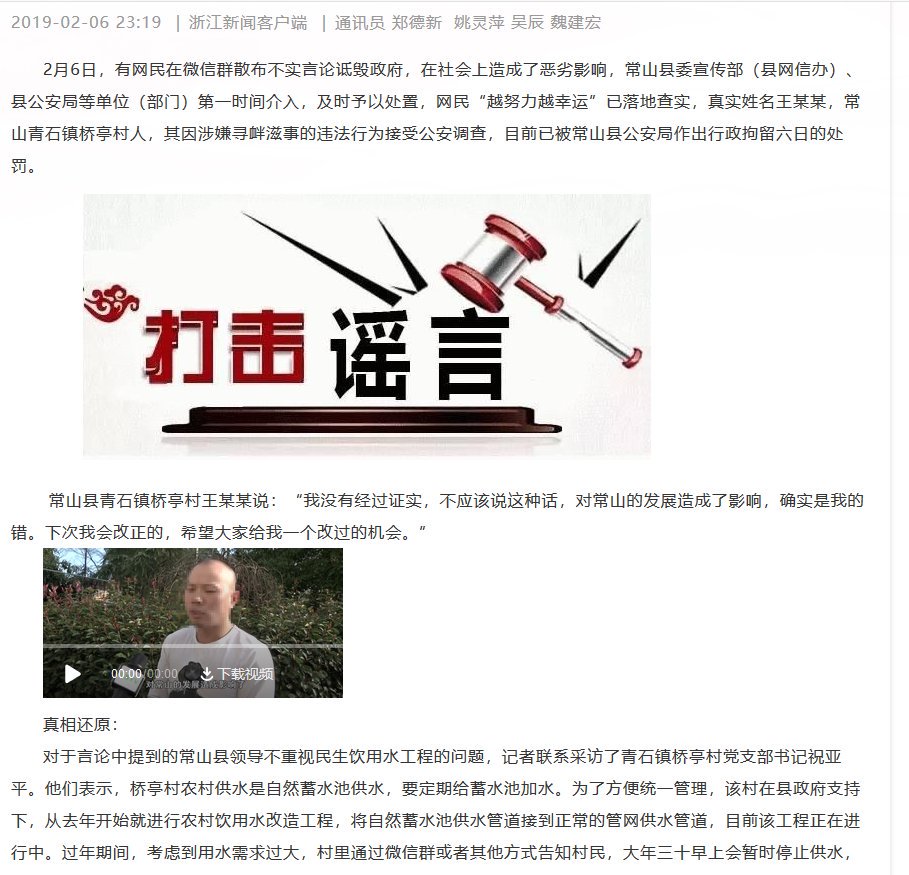 2019-02-06 23:19 | 浙江新闻客户端 | 通讯员 郑德新 姚灵萍 吴辰 魏建宏
2月6日，有网民在微信群散布不实言论诋毁政府，在社会上造成了恶劣影响，常山县委宣传部（县网信办）、
县公安局等单位（部门）第一时间介入，及时予以处置，网民“越努力越幸运”已落地查实，真实姓名王某某，常
山青石镇桥亭村人，其因涉嫌寻衅滋事的违法行为接受公安调查，目前已被常山县公安局作出行政拘留六日的处
罚。
打击谣言
常山县青石镇桥亭村王某某说：“我没有经过证实，不应该说这种话，对常山的发展造成了影响，确实是我的
错。下次我会改正的，希望大家给我一个改过的机会。”
00:00/00:00 下载视频
对常山的发展造成影响了
真相还原：
对于言论中提到的常山县领导不重视民生饮用水工程的问题，记者联系采访了青石镇桥亭村党支部书记祝亚
平。他们表示，桥亭村农村供水是自然蓄水池供水，要定期给蓄水池加水。为了方便统一管理，该村在县政府支持
下，从去年开始就进行农村饮用水改造工程，将自然蓄水池供水管道接到正常的管网供水管道，目前该工程正在进
行中。过年期间，考虑到用水需求过大，村里通过微信群或者其他方式告知村民，大年三十早上会暂时停止供水，